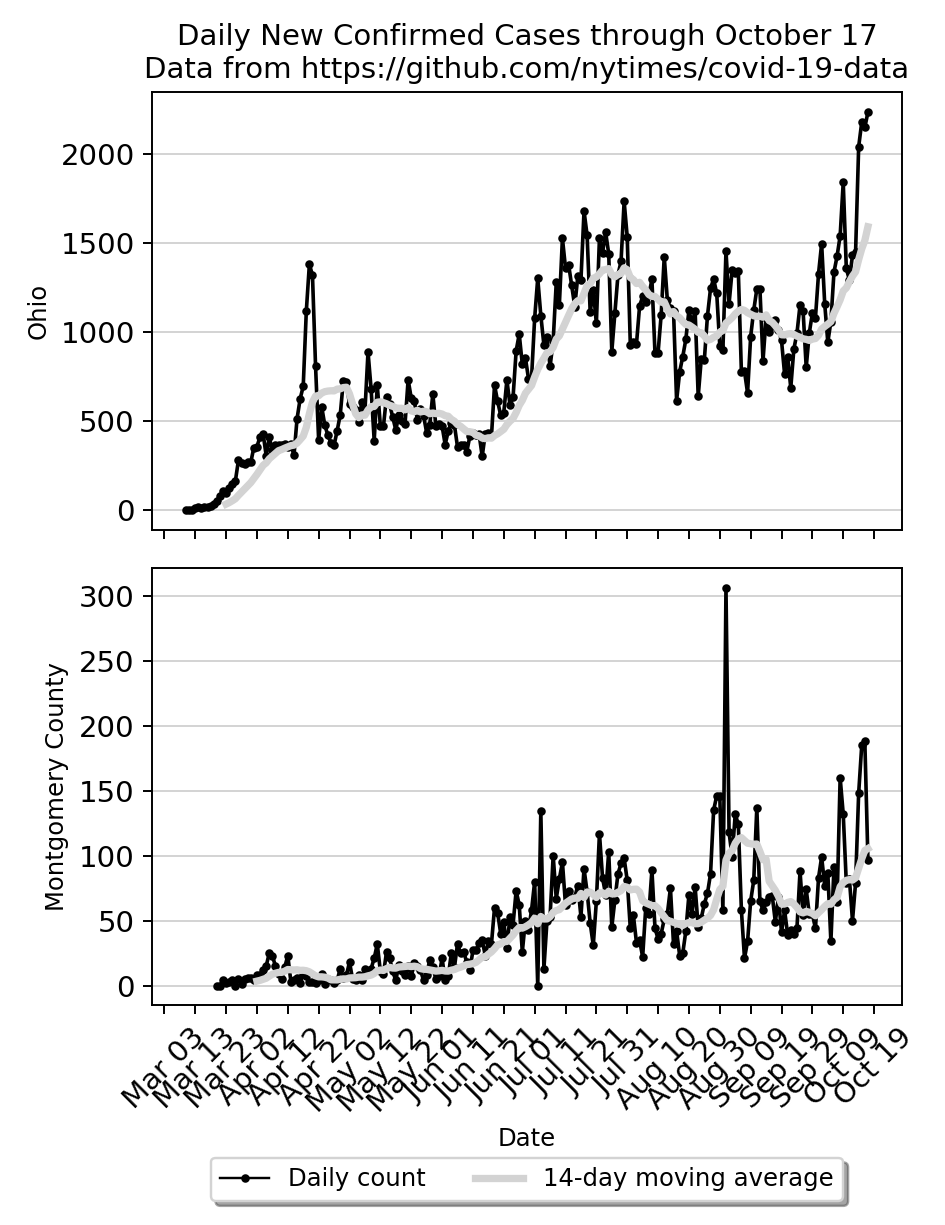 Daily New Confirmed Cases through October 17
Data from https://github.com/nytimes/covid-19-data
2000
1500
1000
500
0
Ohio
300
250
200
150
100
50
0
Montgomery County
Mar 03
Mar 13
Mar 23
Apr 02
Apr 12
Apr 22
May 02
May 12
May 22
Jun 01
Jun 11
Jun 21
Jul 01
Jul 11
Jul 21
Jul 31
Aug 10
Aug 20
Aug 30
Sep 09
Sep 19
Sep 29
Oct 09
Oct 19
Date
Daily count
14-day moving average